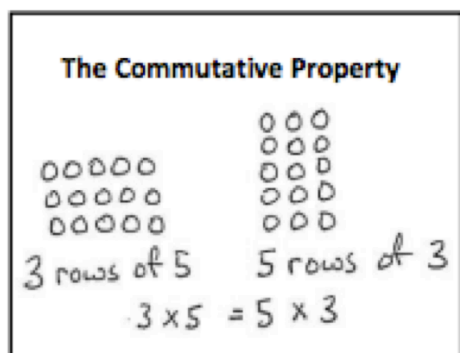 The Commutative Property
3 rows of 5 5 rows of 3
3 x 5 = 5 x 3